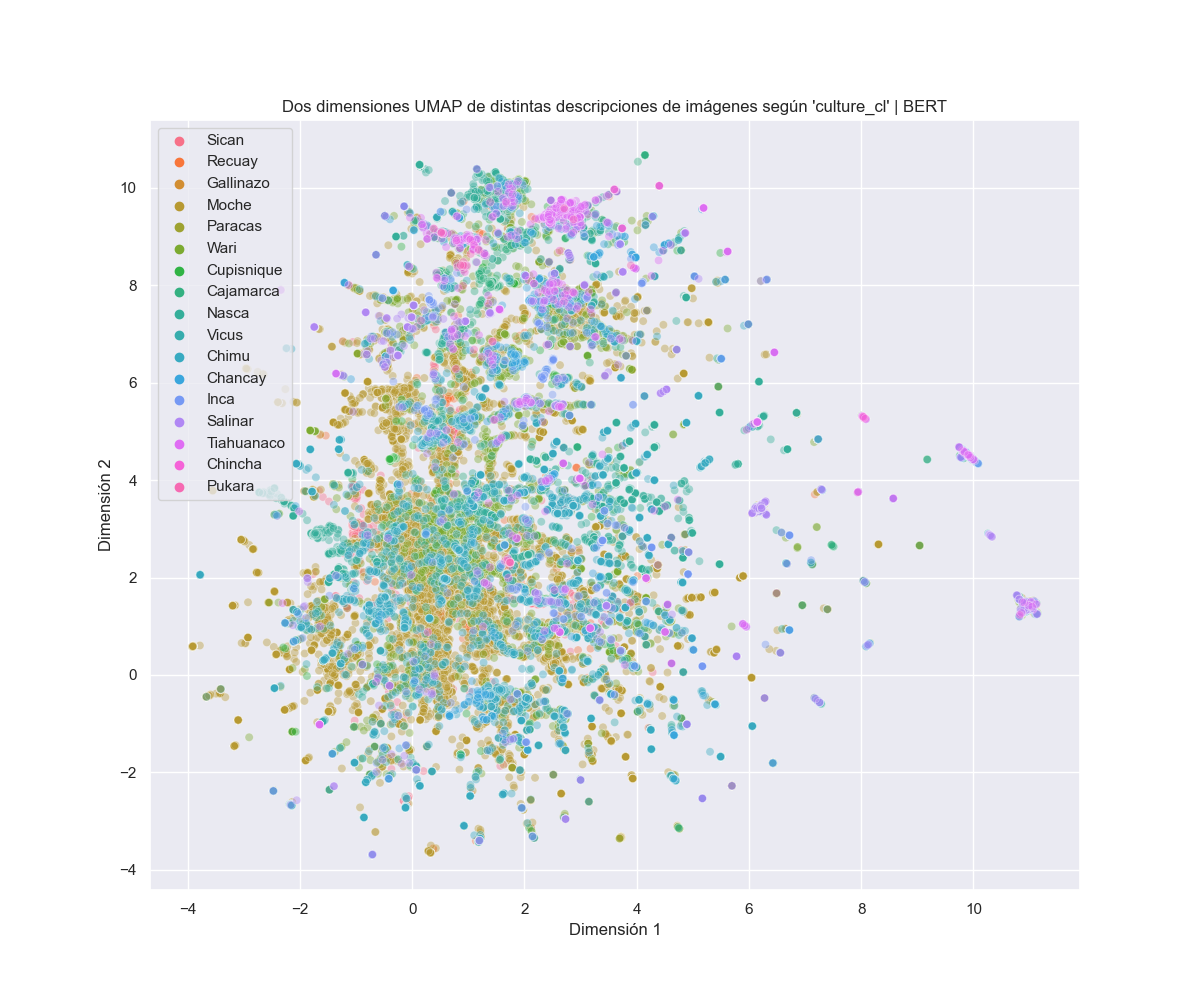 Dos dimensiones UMAP de distintas descripciones de imágenes según 'culture_cl' | BERT
Sican
Recuay
Gallinazo
Moche
Paracas
Wari
Cupisnique
Cajamarca
Nasca
Vicus
Chimu
Chancay
Inca
Salinar
Tiahuanaco
Chincha
Pukara
Dimensión 2
10
8
6
4
2
0
−2
−4
−4 −2 0 2 4 6 8 10
Dimensión 1